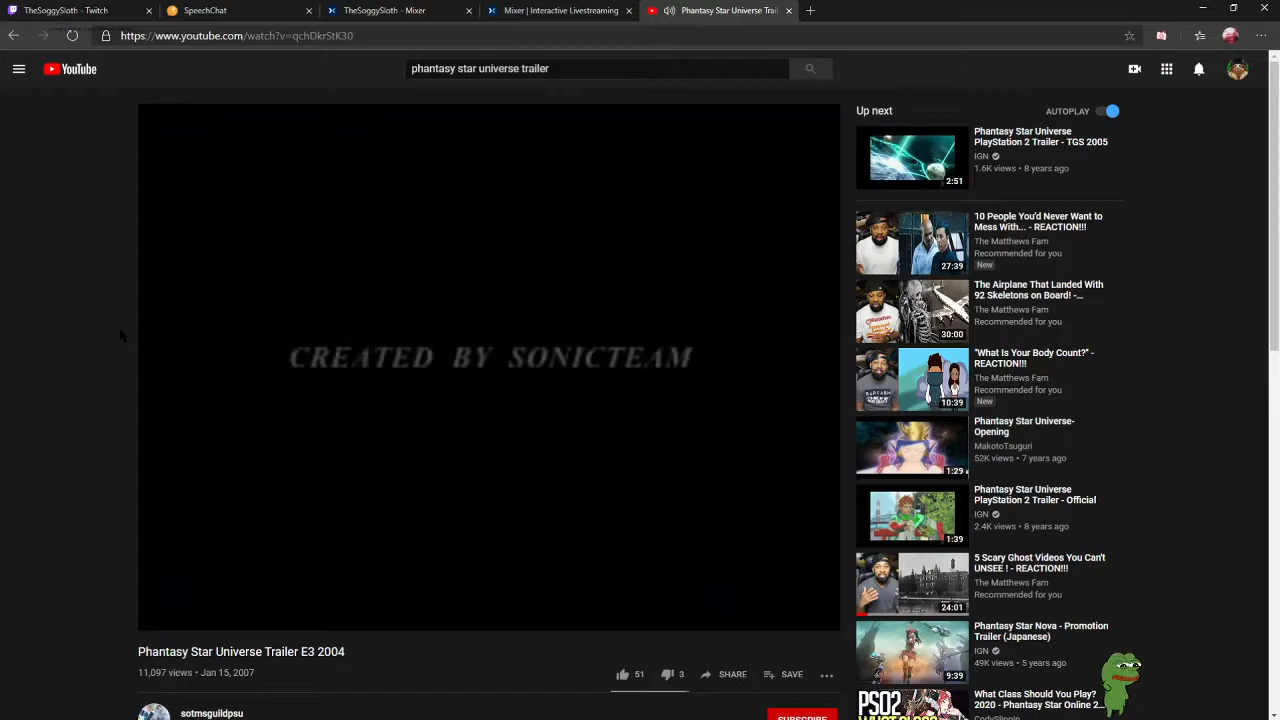 TheSoggySloth - Twitch
SpeechChat
TheSoggySloth - Mixer
Mixer | Interactive Livestreaming
Phantasy Star Universe Trail
https://www.youtube.com/watch?v=qchDkrStK30
YouTube
phantasy star universe trailer
CREATED BY SONICTEAM
Phantasy Star Universe Trailer E3 2004
11,097 views • Jan 15, 2007
51
3
SHARE
SAVE
sotmsguildpsu
SUBSCRIBE
Up next
AUTOPLAY
2:51
Phantasy Star Universe
PlayStation 2 Trailer - TGS 2005
IGN
1.6K views • 8 years ago
27:39
10 People You'd Never Want to
Mess With... - REACTION!!!
The Matthews Fam
Recommended for you
New
30:00
The Airplane That Landed With
92 Skeletons on Board! -...
The Matthews Fam
Recommended for you
10:39
"What Is Your Body Count?" -
REACTION!!!
The Matthews Fam
Recommended for you
New
1:29
Phantasy Star Universe-
Opening
MakotoTsuguri
52K views • 7 years ago
1:39
Phantasy Star Universe
PlayStation 2 Trailer - Official
IGN
2.4K views • 8 years ago
24:01
5 Scary Ghost Videos You Can't
UNSEE ! - REACTION!!!
The Matthews Fam
Recommended for you
9:39
Phantasy Star Nova - Promotion
Trailer (Japanese)
IGN
49K views • 5 years ago
PSO2
What Class Should You Play?
2020 - Phantasy Star Online 2...
CodySlippin